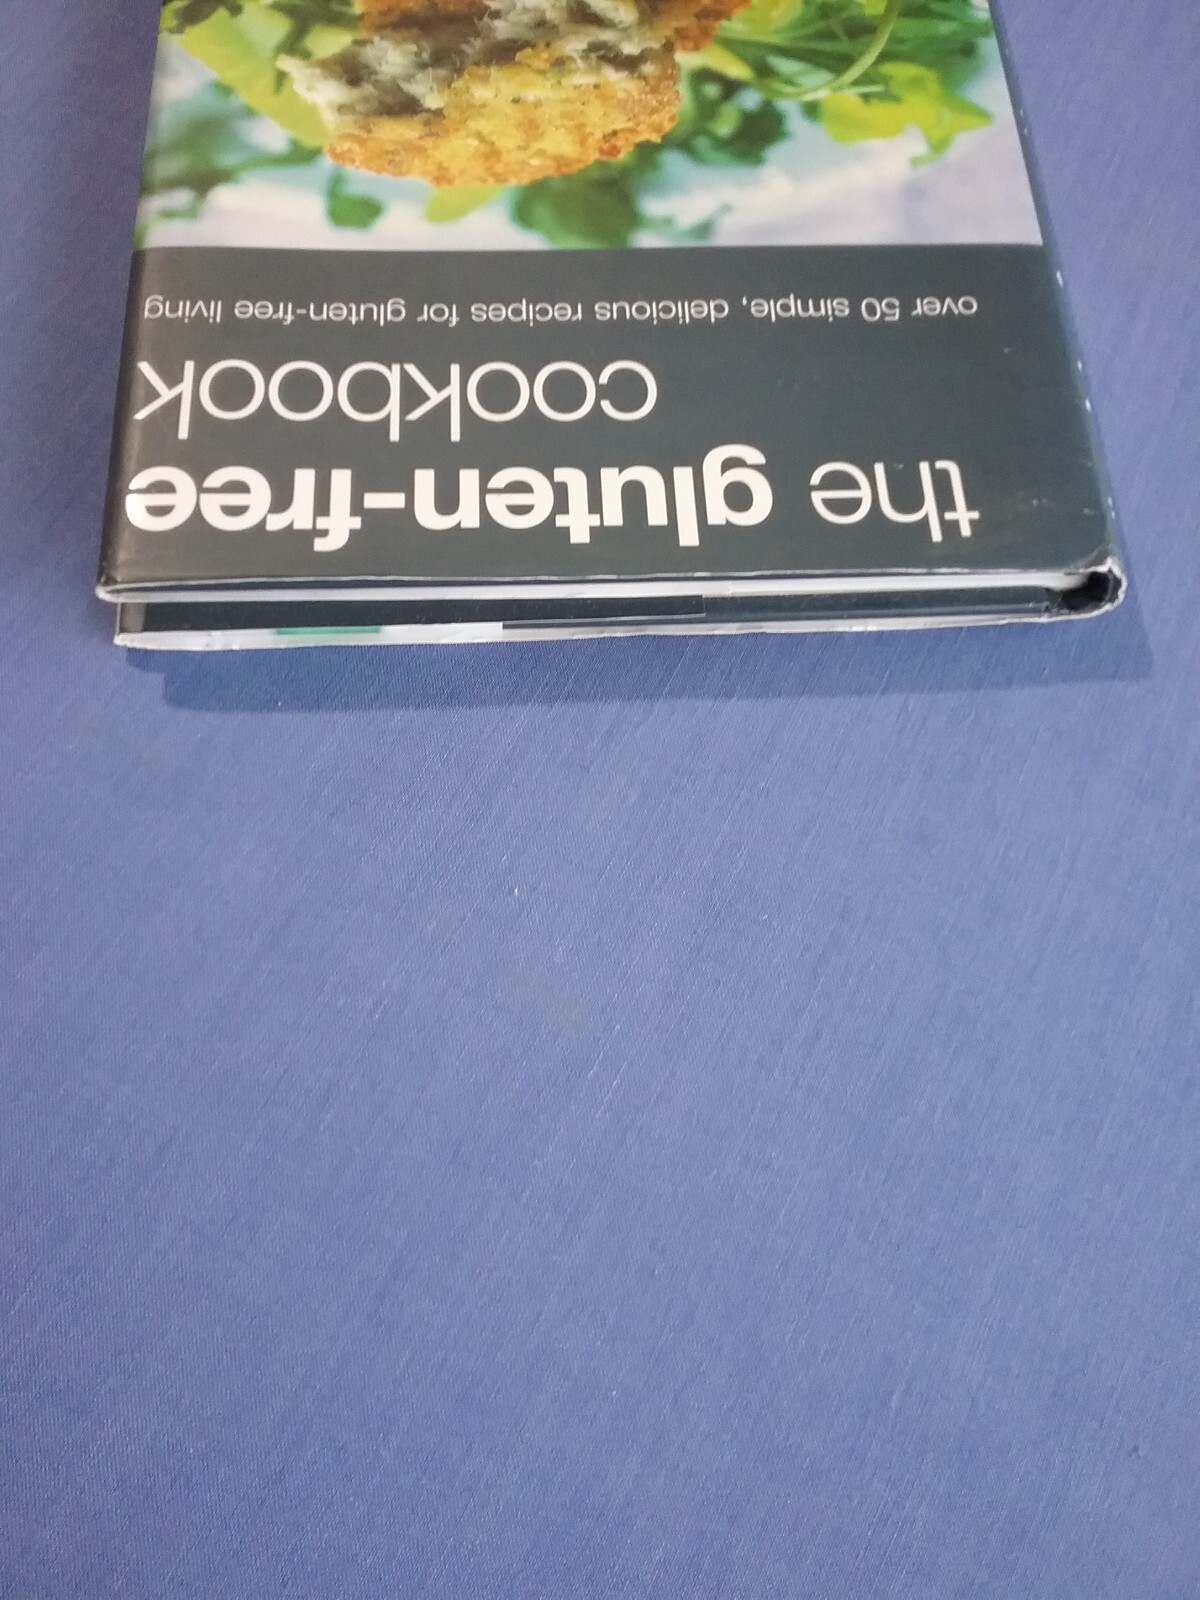 the gluten-free
cookbook
over 50 simple, delicious recipes for gluten-free living